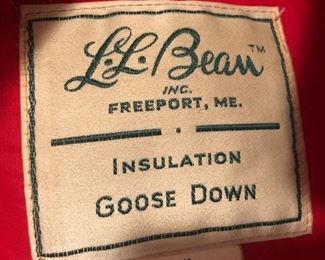 L.L.Bean™
INC.
FREEPORT, ME.
INSULATION
GOOSE DOWN